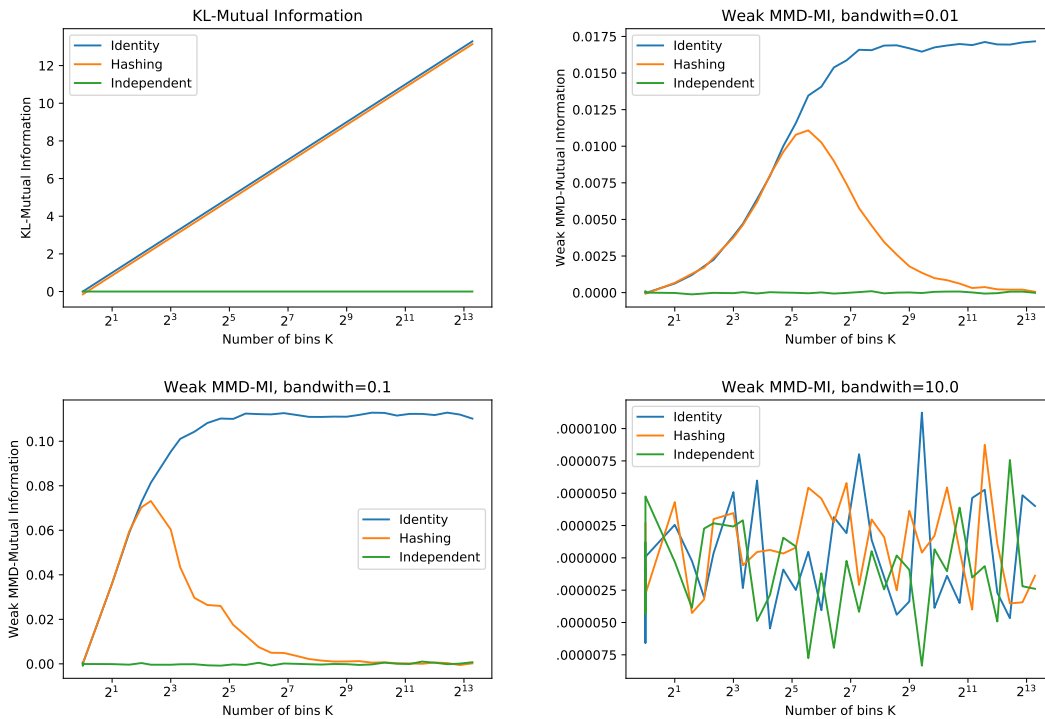 KL-Mutual Information
Identity
Hashing
Independent
KL-Mutual Information
12
10
8
6
4
2
0
2^1 2^3 2^5 2^7 2^9 2^11 2^13
Number of bins K
Weak MMD-MI, bandwith=0.01
Identity
Hashing
Independent
Weak MMD-Mutual Information
0.0175
0.0150
0.0125
0.0100
0.0075
0.0050
0.0025
0.0000
2^1 2^3 2^5 2^7 2^9 2^11 2^13
Number of bins K
Weak MMD-MI, bandwith=0.1
Identity
Hashing
Independent
Weak MMD-Mutual Information
0.10
0.08
0.06
0.04
0.02
0.00
2^1 2^3 2^5 2^7 2^9 2^11 2^13
Number of bins K
Weak MMD-MI, bandwith=10.0
Identity
Hashing
Independent
.0000100
.0000075
.0000050
.0000025
.0000000
.0000025
.0000050
.0000075
2^1 2^3 2^5 2^7 2^9 2^11 2^13
Number of bins K